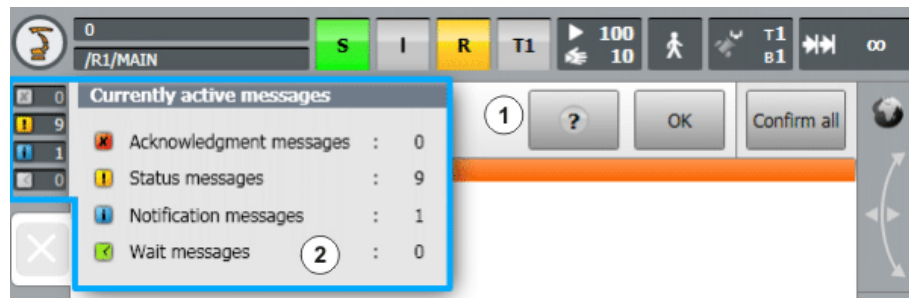 0
/R1/MAIN
S
I
R
T1
100
10
T1
B1
∞
0
9
1
0
Currently active messages
Acknowledgment messages : 0
Status messages : 9
Notification messages : 1
Wait messages : 0
1
?
OK
Confirm all
2